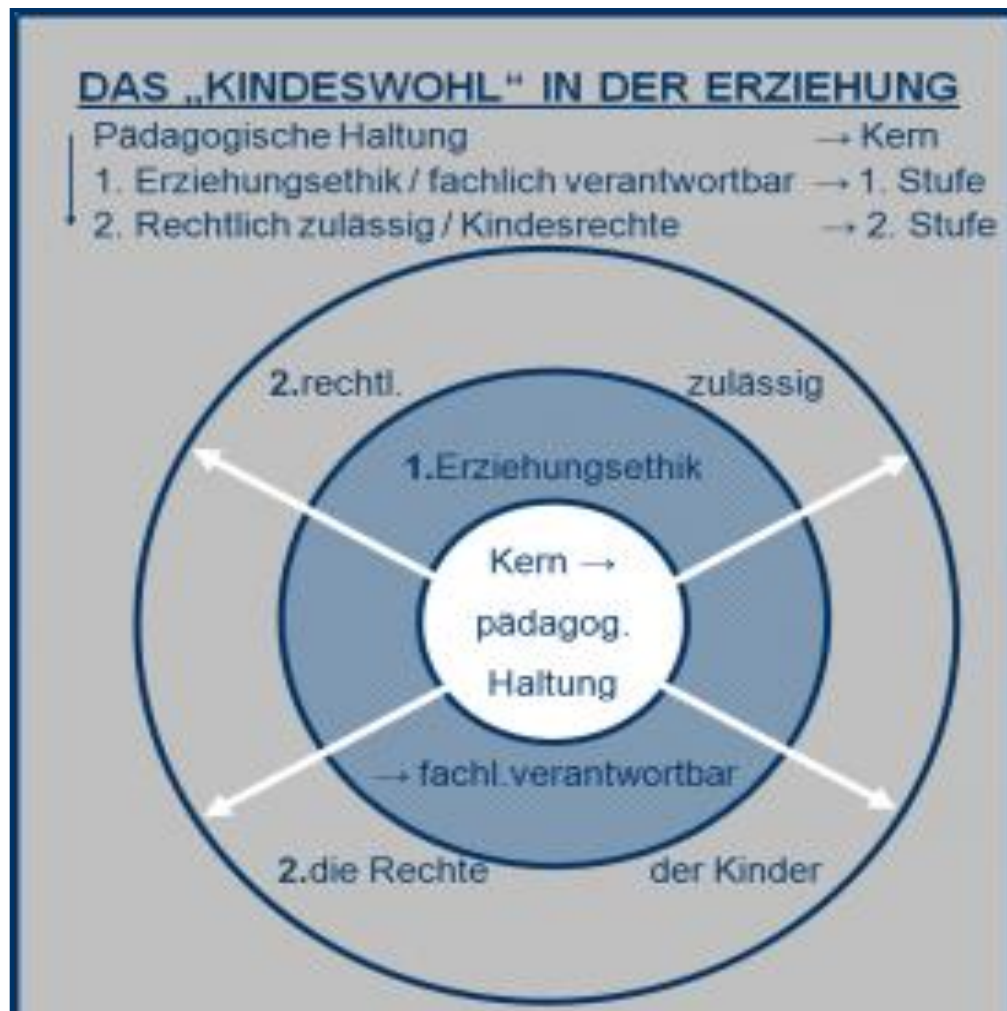 DAS „KINDESWOHL“ IN DER ERZIEHUNG
Pädagogische Haltung → Kern
1. Erziehungsethik / fachlich verantwortbar → 1. Stufe
2. Rechtlich zulässig / Kindesrechte → 2. Stufe
2.rechtl. zulässig
1.Erziehungsethik
Kern →
pädagog.
Haltung
→ fachl.verantwortbar
2.die Rechte der Kinder